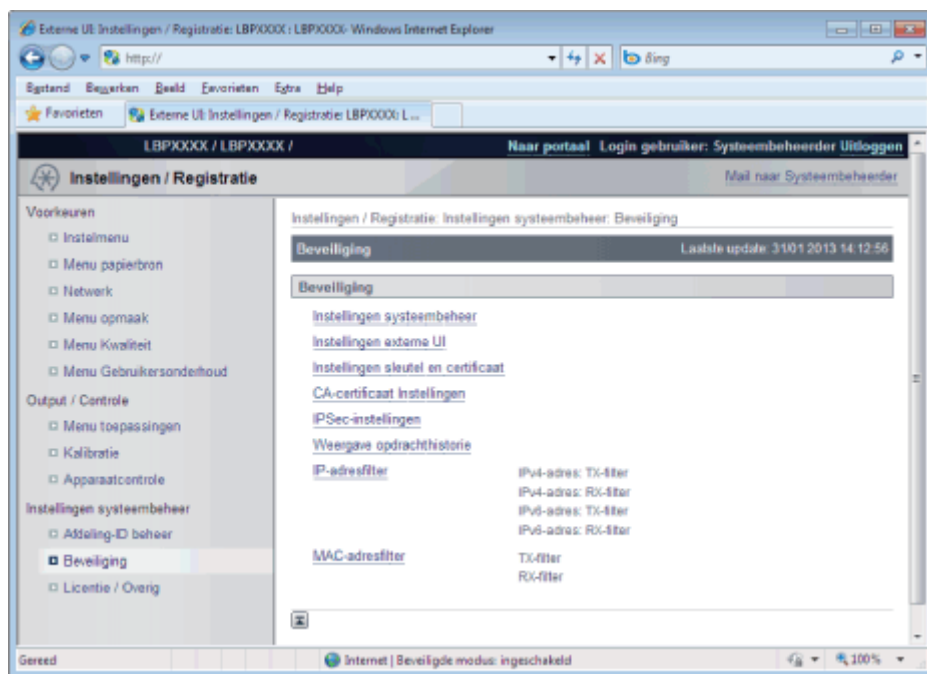 Externe UI: Instellingen / Registratie: LBPXXXX : LBPXXXX- Windows Internet Explorer
http://
Bing
Bestand Bewerken Beeld Favorieten Extra Help
Favorieten Externe UI: Instellingen / Registratie: LBPXXXX: L...
LBPXXXX / LBPXXXX / Naar portaal Login gebruiker: Systeembeheerder Uitloggen
Instellingen / Registratie Mail naar Systeembeheerder
Voorkeuren
Instelmenu
Menu papierbron
Netwerk
Menu opmaak
Menu Kwaliteit
Menu Gebruikersonderhoud
Output / Controle
Menu toepassingen
Kalibratie
Apparaatcontrole
Instellingen systeembeheer
Afdeling-ID beheer
Beveiliging
Licentie / Overig
Instellingen / Registratie: Instellingen systeembeheer: Beveiliging
Beveiliging Laatste update: 31/01 2013 14:12:56
Beveiliging
Instellingen systeembeheer
Instellingen externe UI
Instellingen sleutel en certificaat
CA-certificaat Instellingen
IPSec-instellingen
Weergave opdrachthistorie
IP-adresfilter IPv4-adres: TX-filter
IPv4-adres: RX-filter
IPv6-adres: TX-filter
IPv6-adres: RX-filter
MAC-adresfilter TX-filter
RX-filter
Gereed Internet | Beveiligde modus: ingeschakeld 100%